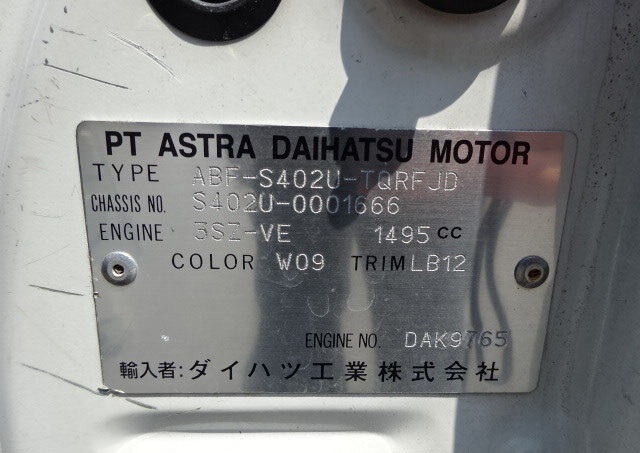 PT ASTRA DAIHATSU MOTOR
TYPE ABF-S402U-TQRFJD
CHASSIS NO. S402U-0001666
ENGINE 3SZ-VE 1495 cc
COLOR W09 TRIM LB12
ENGINE NO. DAK9765
輸入者: ダイハツ工業株式会社